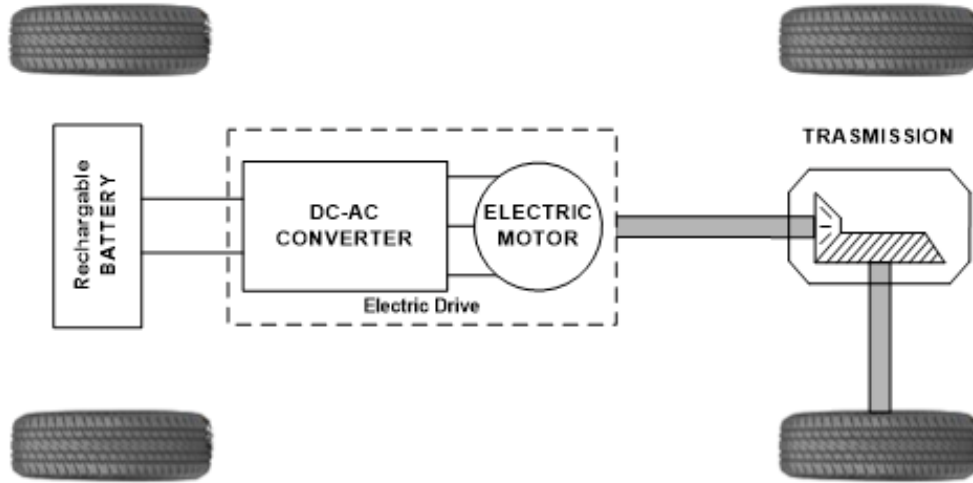 Rechargable
BATTERY
DC-AC
CONVERTER
ELECTRIC
MOTOR
Electric Drive
TRASMISSION